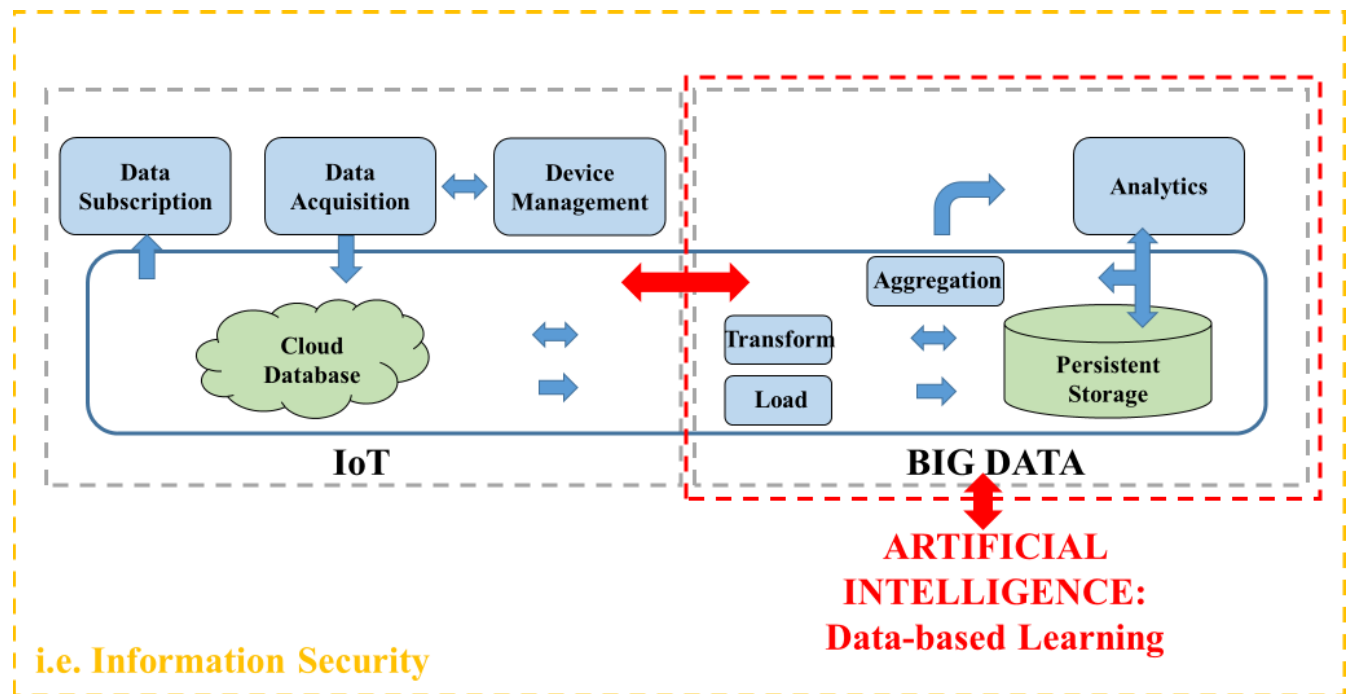 Data
Subscription
Data
Acquisition
Device
Management
Analytics
Aggregation
Cloud
Database
Transform
Load
Persistent
Storage
IoT
BIG DATA
ARTIFICIAL
INTELLIGENCE:
Data-based Learning
i.e. Information Security